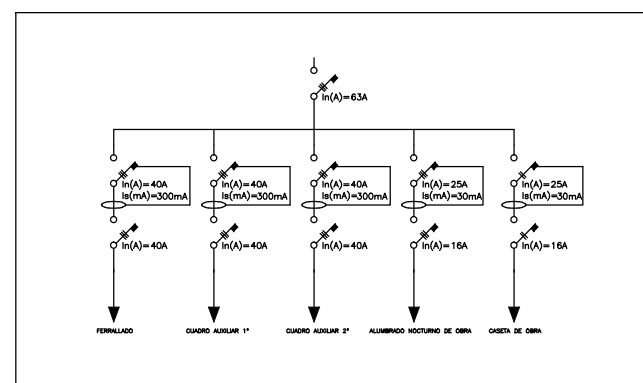 In(A)=63A
In(A)=40A
Is(mA)=300mA
In(A)=40A
Is(mA)=300mA
In(A)=40A
Is(mA)=300mA
In(A)=25A
Is(mA)=30mA
In(A)=25A
Is(mA)=30mA
In(A)=40A
In(A)=40A
In(A)=40A
In(A)=16A
In(A)=16A
FERRALLADO
CUADRO AUXILIAR 1º
CUADRO AUXILIAR 2º
ALUMBRADO NOCTURNO DE OBRA
CASETA DE OBRA